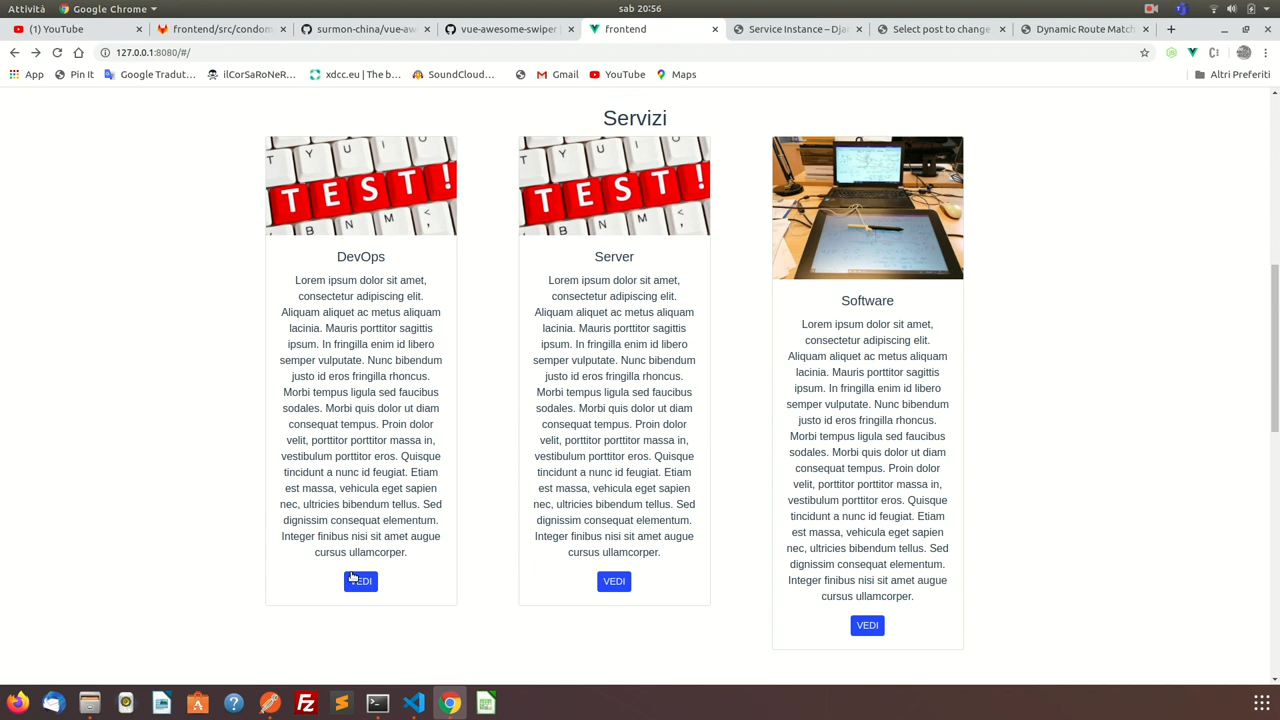 Attività
Google Chrome
sab 20:56
(1) YouTube
frontend/src/condom
surmon-china/vue-aw
vue-awesome-swiper |
frontend
Service Instance – Dja
Select post to change
Dynamic Route Match
127.0.0.1:8080/#/
App
Pin It
Google Tradut...
ilCorSaRoNeR...
xdcc.eu | The b...
SoundCloud...
Gmail
YouTube
Maps
Altri Preferiti
Servizi
T Y U I O
TEST!
B N M <
;
DevOps
Lorem ipsum dolor sit amet,
consectetur adipiscing elit.
Aliquam aliquet ac metus aliquam
lacinia. Mauris porttitor sagittis
ipsum. In fringilla enim id libero
semper vulputate. Nunc bibendum
justo id eros fringilla rhoncus.
Morbi tempus ligula sed faucibus
sodales. Morbi quis dolor ut diam
consequat tempus. Proin dolor
velit, porttitor porttitor massa in,
vestibulum porttitor eros. Quisque
tincidunt a nunc id feugiat. Etiam
est massa, vehicula eget sapien
nec, ultricies bibendum tellus. Sed
dignissim consequat elementum.
Integer finibus nisi sit amet augue
cursus ullamcorper.
VEDI
T Y U I O
TEST!
B N M <
;
Server
Lorem ipsum dolor sit amet,
consectetur adipiscing elit.
Aliquam aliquet ac metus aliquam
lacinia. Mauris porttitor sagittis
ipsum. In fringilla enim id libero
semper vulputate. Nunc bibendum
justo id eros fringilla rhoncus.
Morbi tempus ligula sed faucibus
sodales. Morbi quis dolor ut diam
consequat tempus. Proin dolor
velit, porttitor porttitor massa in,
vestibulum porttitor eros. Quisque
tincidunt a nunc id feugiat. Etiam
est massa, vehicula eget sapien
nec, ultricies bibendum tellus. Sed
dignissim consequat elementum.
Integer finibus nisi sit amet augue
cursus ullamcorper.
VEDI
Software
Lorem ipsum dolor sit amet,
consectetur adipiscing elit.
Aliquam aliquet ac metus aliquam
lacinia. Mauris porttitor sagittis
ipsum. In fringilla enim id libero
semper vulputate. Nunc bibendum
justo id eros fringilla rhoncus.
Morbi tempus ligula sed faucibus
sodales. Morbi quis dolor ut diam
consequat tempus. Proin dolor
velit, porttitor porttitor massa in,
vestibulum porttitor eros. Quisque
tincidunt a nunc id feugiat. Etiam
est massa, vehicula eget sapien
nec, ultricies bibendum tellus. Sed
dignissim consequat elementum.
Integer finibus nisi sit amet augue
cursus ullamcorper.
VEDI